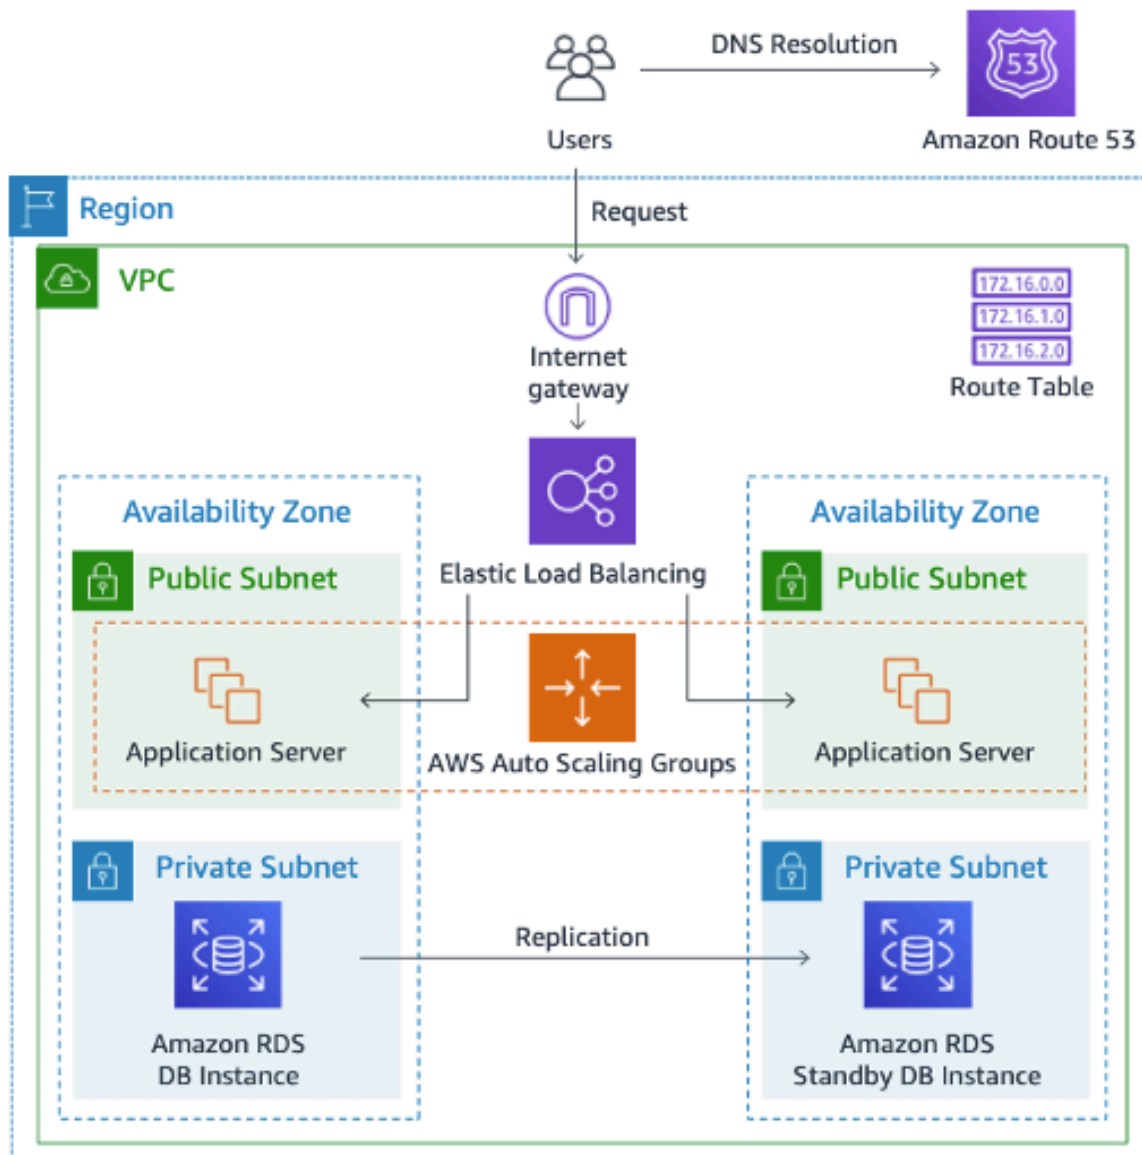 DNS Resolution
53
Users
Amazon Route 53
Region
Request
VPC
172.16.0.0
172.16.1.0
172.16.2.0
Route Table
Internet
gateway
Availability Zone
Availability Zone
Public Subnet
Elastic Load Balancing
Public Subnet
Application Server
AWS Auto Scaling Groups
Application Server
Private Subnet
Private Subnet
Replication
Amazon RDS
DB Instance
Amazon RDS
Standby DB Instance